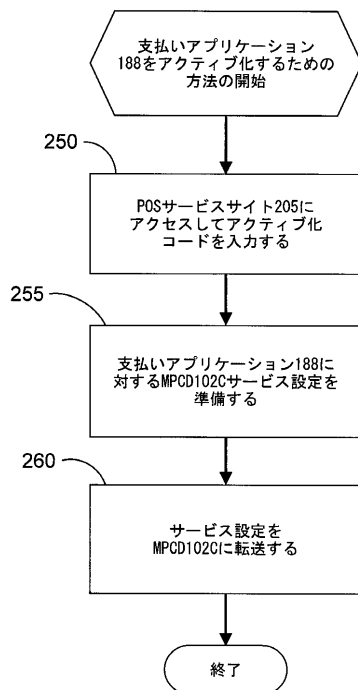 支払いアプリケーション
188をアクティブ化するための
方法の開始
250
POSサービスサイト205に
アクセスしてアクティブ化
コードを入力する
255
支払いアプリケーション188に
対するMPCD102Cサービス設定を
準備する
260
サービス設定を
MPCD102Cに転送する
終了